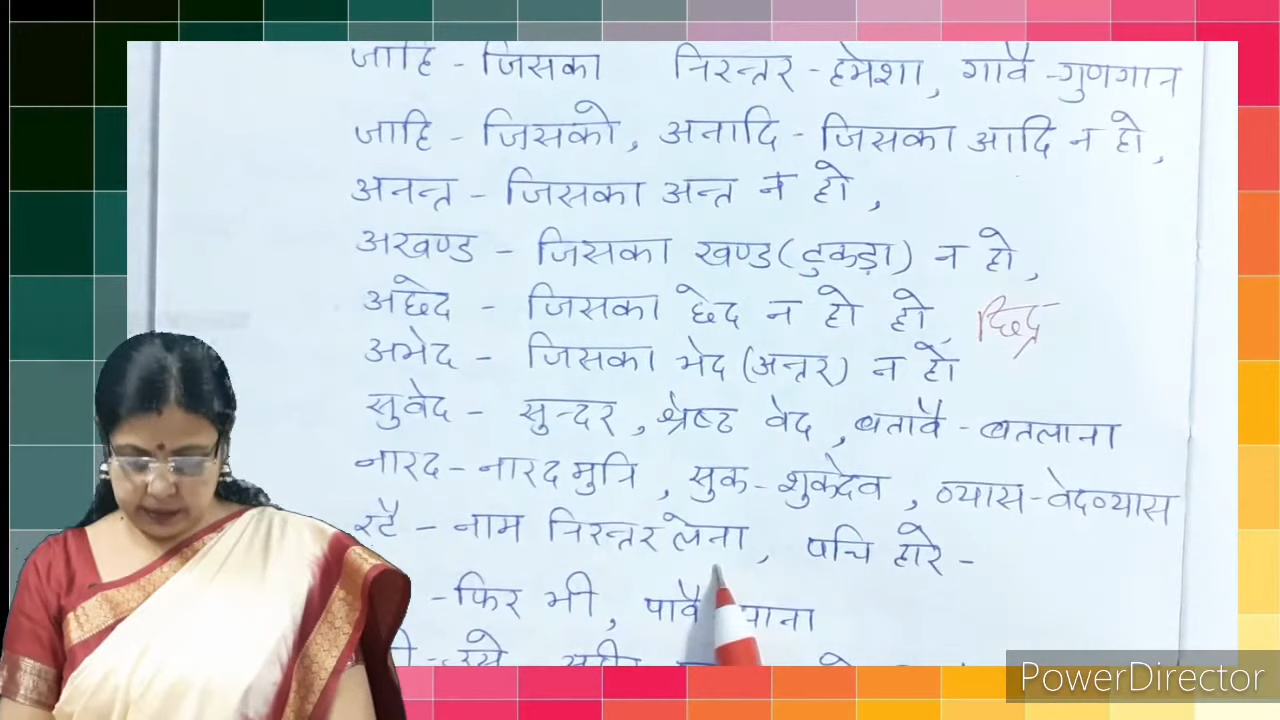 जाहि - जिसका निरन्तर - हमेशा, गावै - गुणगान
जाहि - जिसको, अनादि - जिसका आदि न हो,
अनन्त - जिसका अन्त न हो,
अखण्ड - जिसका खण्ड (टुकड़ा) न हो,
अछेद - जिसका छेद न हो हो, छिद्र
अभेद - जिसका भेद (अन्तर) न हो
सुवेद - सुन्दर, श्रेष्ठ वेद, बतावै - बतलाना
नारद - नारद मुनि, सुक - शुकदेव, व्यास - वेदव्यास
रटै - नाम निरन्तर लेना, पचि हारे -
- फिर भी, पावै पाना
PowerDirector